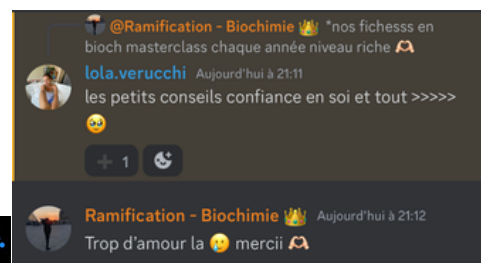 @Ramification - Biochimie 👑 *nos fichesss en
bioch masterclass chaque année niveau riche 🫶🏽
lola.verucchi Aujourd'hui à 21:11
les petits conseils confiance en soi et tout >>>>>
🥹
+ 1
Ramification - Biochimie 👑 Aujourd'hui à 21:12
Trop d'amour la 🥲 mercii 🫶🏽